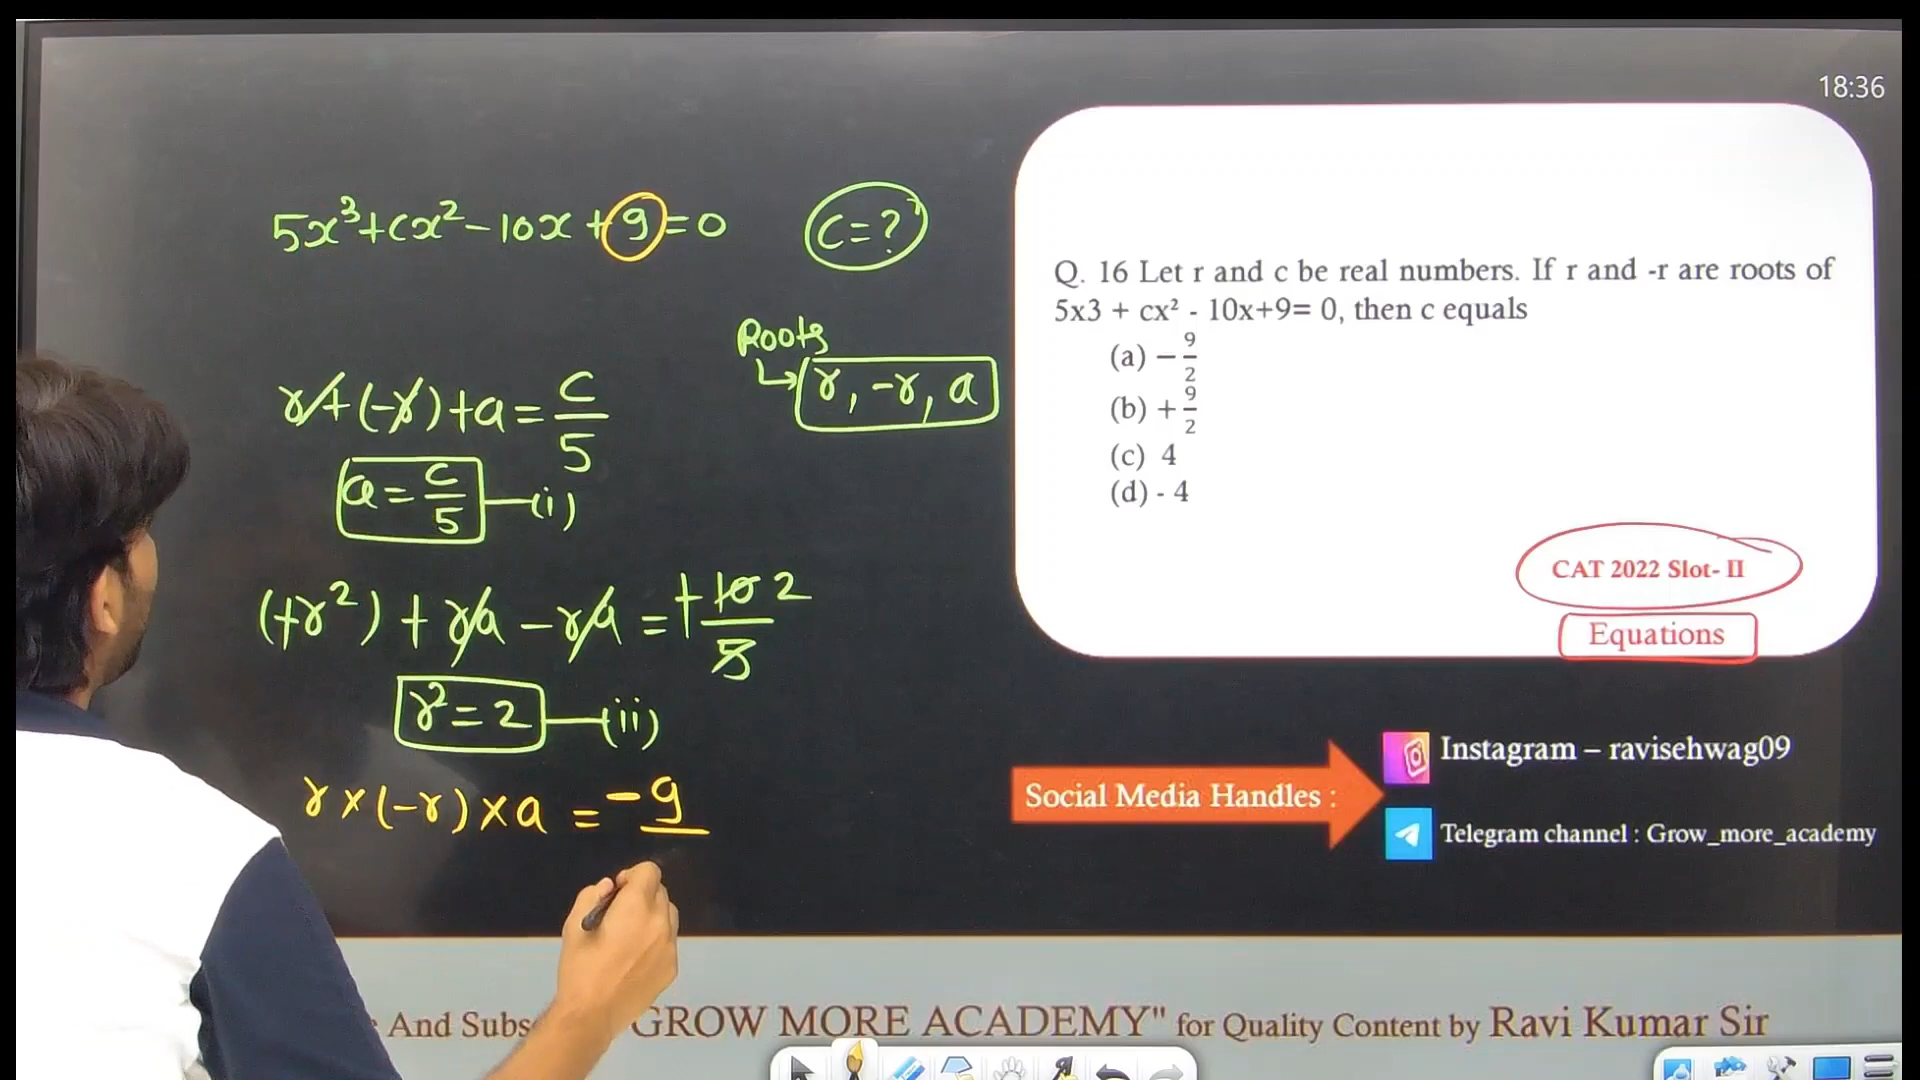 18:36
5x³+cx²-10x+9=0
C=?
Roots
r, -r, a
r+(-r)+a=C/5
a=C/5 —(i)
(+r²)+ra-ra=+10/5 2
r²=2 —(ii)
r×(-r)×a=-9
Q. 16 Let r and c be real numbers. If r and -r are roots of
5x3 + cx² - 10x+9= 0, then c equals
(a) -9/2
(b) +9/2
(c) 4
(d) - 4
CAT 2022 Slot- II
Equations
Social Media Handles :
Instagram – ravisehwag09
Telegram channel : Grow_more_academy
And "GROW MORE ACADEMY" for Quality Content by Ravi Kumar Sir